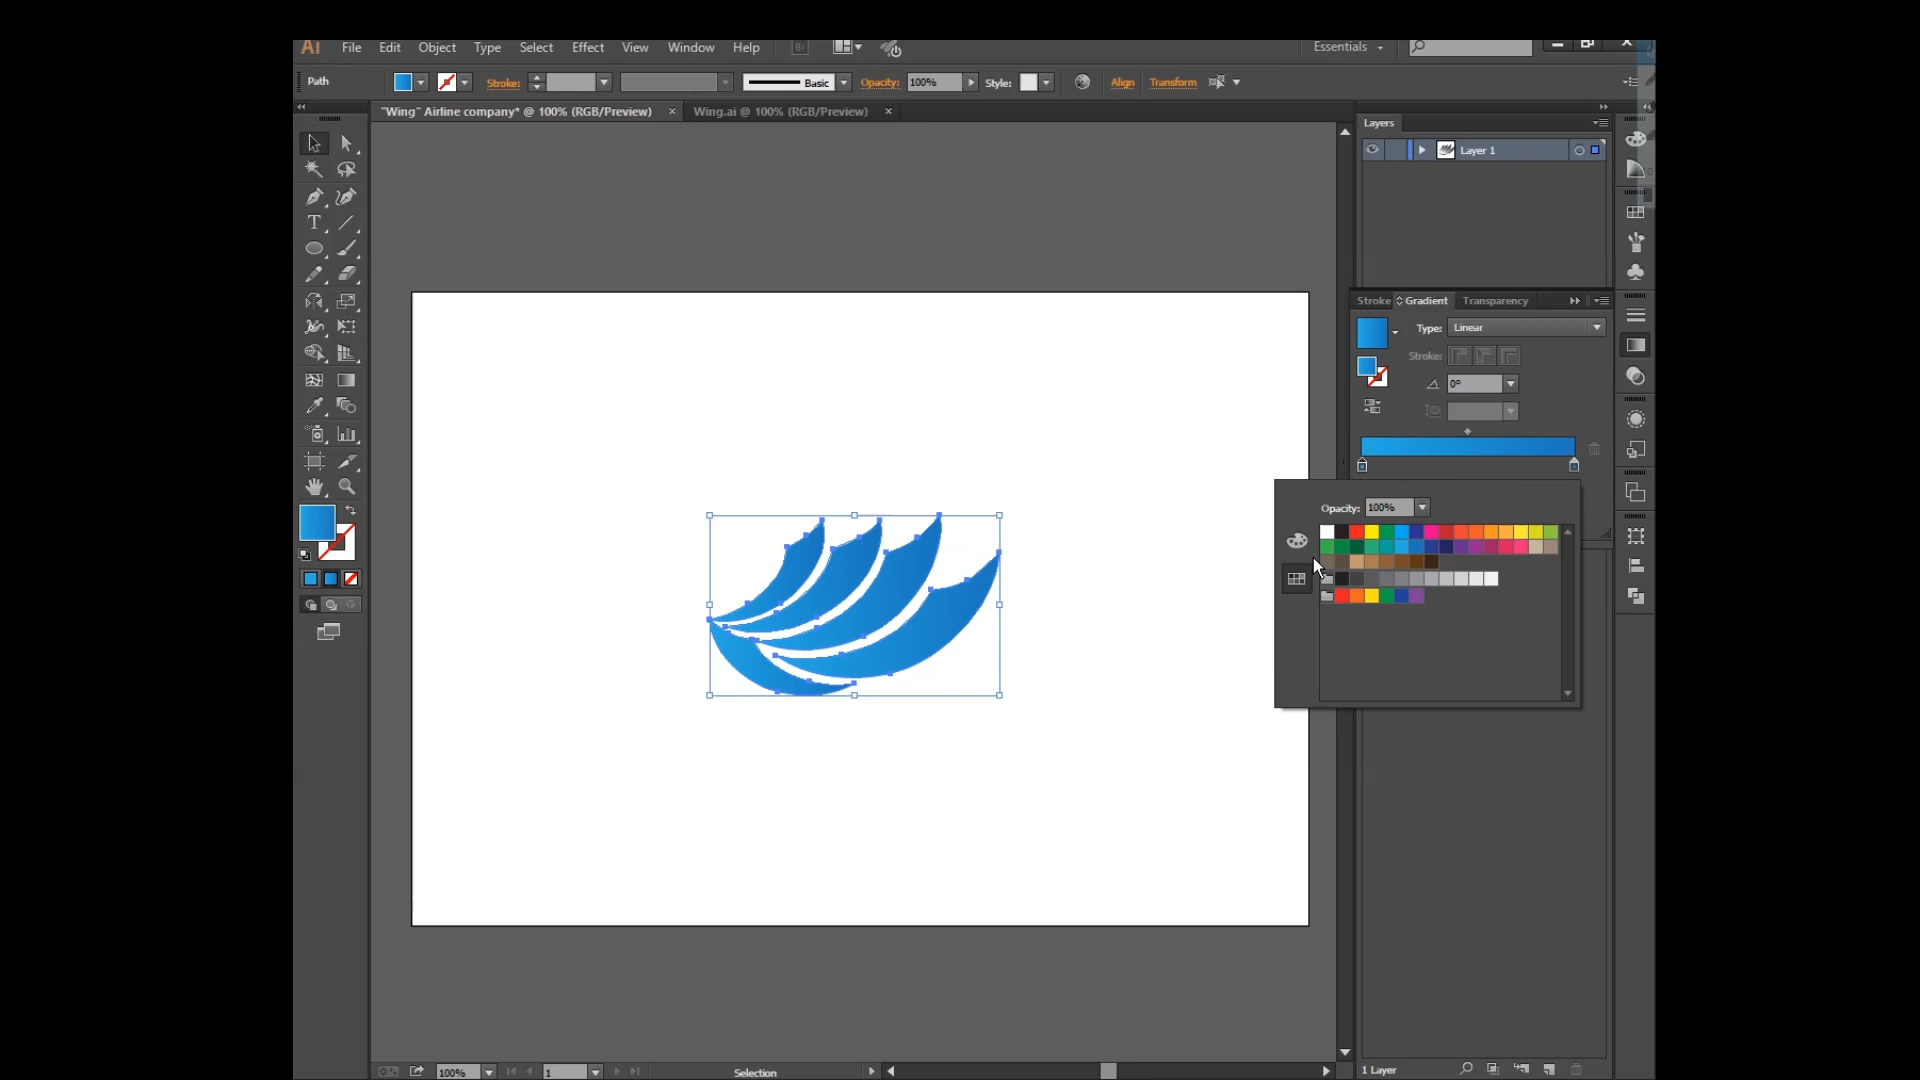 Ai File Edit Object Type Select Effect View Window Help Br Essentials
Path Stroke: Basic Opacity: 100% Style: Align Transform
"Wing" Airline company* @ 100% (RGB/Preview) × Wing.ai @ 100% (RGB/Preview) ×
Layers
Layer 1
Stroke Gradient Transparency
Type: Linear
Stroke:
0°
Opacity: 100%
T
100% 1 Selection 1 Layer